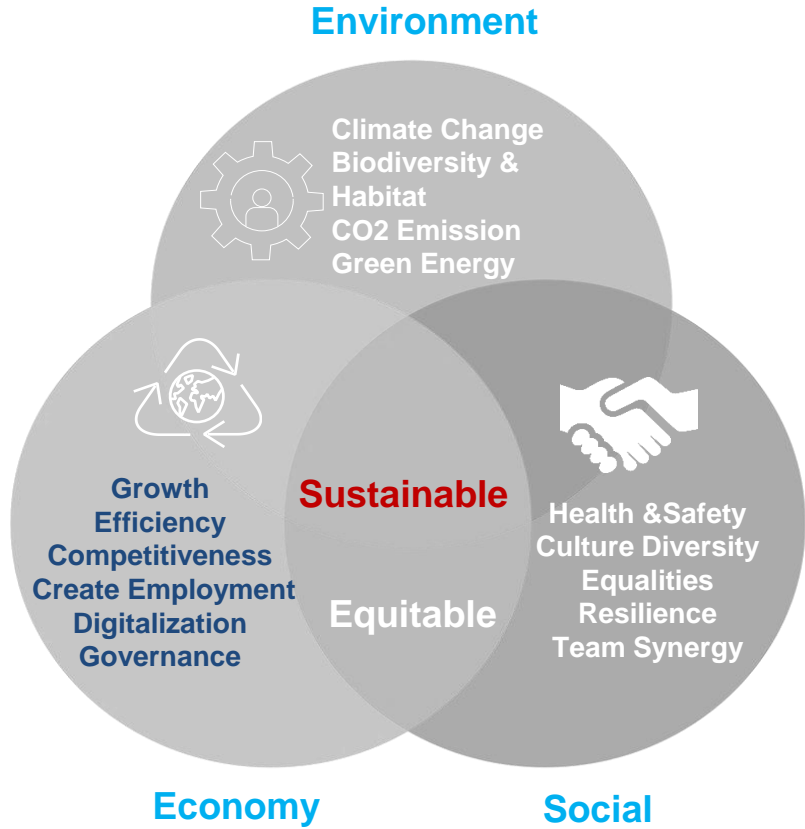 Environment
Climate Change
Biodiversity &
Habitat
CO2 Emission
Green Energy
Growth
Efficiency
Competitiveness
Create Employment
Digitalization
Governance
Sustainable
Equitable
Health &Safety
Culture Diversity
Equalities
Resilience
Team Synergy
Economy
Social